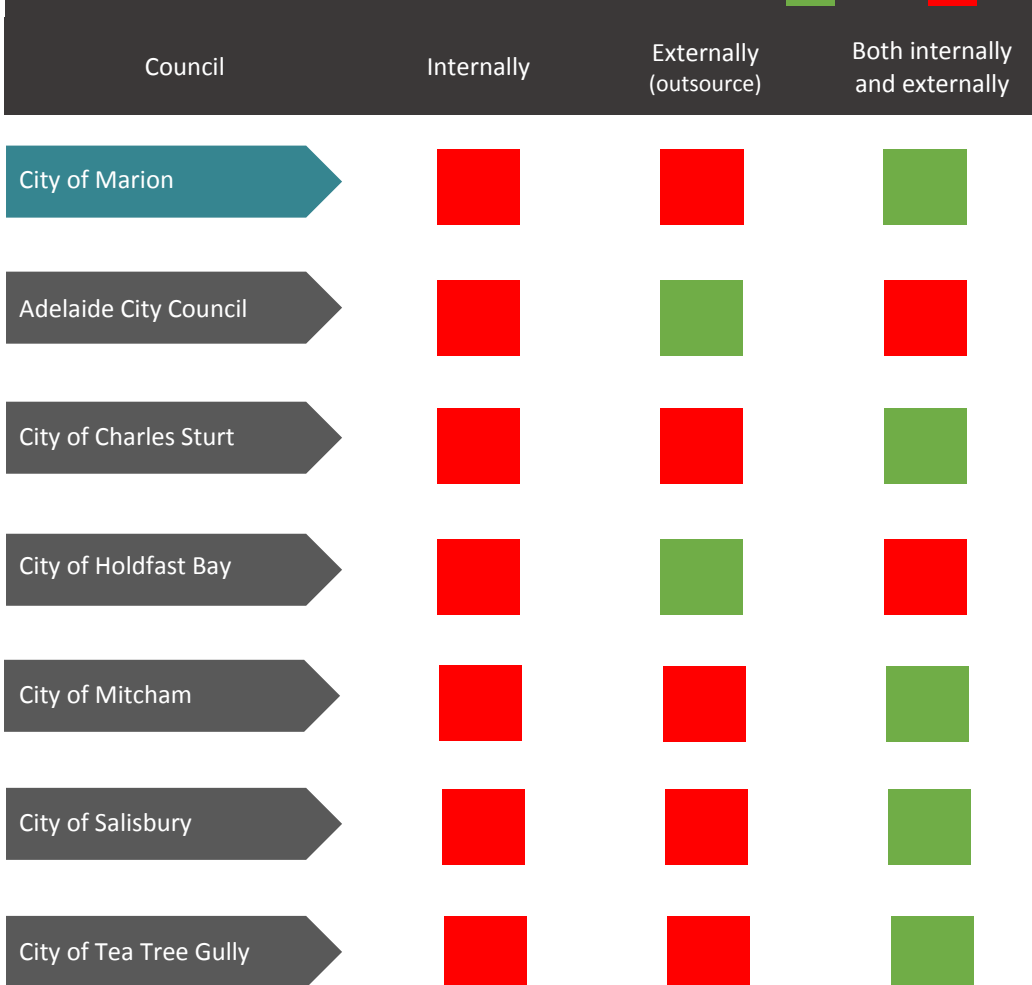 Council
Internally
Externally
(outsource)
Both internally
and externally
City of Marion
Adelaide City Council
City of Charles Sturt
City of Holdfast Bay
City of Mitcham
City of Salisbury
City of Tea Tree Gully